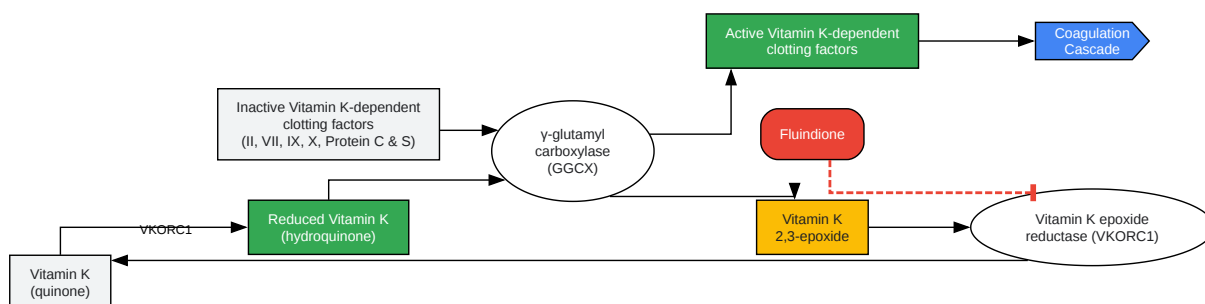 Active Vitamin K-dependent
clotting factors
Coagulation
Cascade
Inactive Vitamin K-dependent
clotting factors
(II, VII, IX, X, Protein C & S)
γ-glutamyl
carboxylase
(GGCX)
Fluindione
VKORC1
Reduced Vitamin K
(hydroquinone)
Vitamin K
2,3-epoxide
Vitamin K epoxide
reductase (VKORC1)
Vitamin K
(quinone)